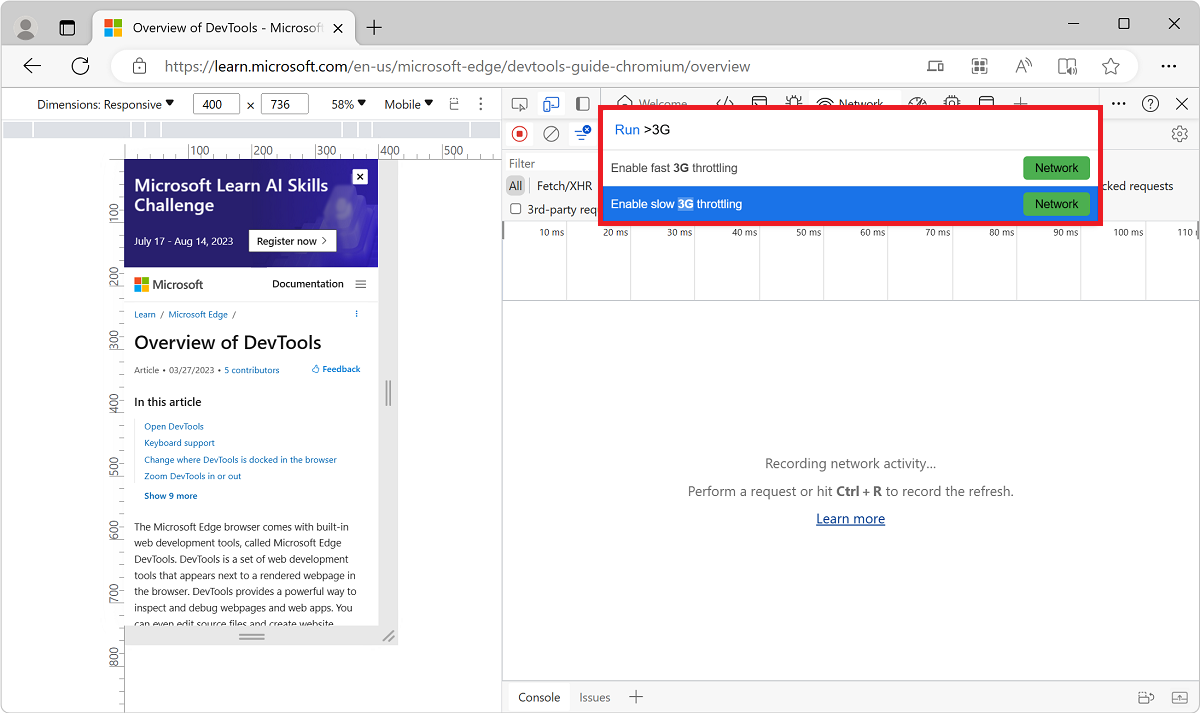 Overview of DevTools - Microsoft
https://learn.microsoft.com/en-us/microsoft-edge/devtools-guide-chromium/overview
Dimensions: Responsive 400 × 736 58% Mobile
Welcome Network
Run >3G
Enable fast 3G throttling Network
Enable slow 3G throttling Network
Filter
All Fetch/XHR cked requests
3rd-party req
10 ms 20 ms 30 ms 40 ms 50 ms 60 ms 70 ms 80 ms 90 ms 100 ms 110
100 200 300 400 500
100
200
300
400
500
600
700
800
Microsoft Learn AI Skills
Challenge
July 17 - Aug 14, 2023 Register now
Microsoft Documentation
Learn / Microsoft Edge /
Overview of DevTools
Article • 03/27/2023 • 5 contributors Feedback
In this article
Open DevTools
Keyboard support
Change where DevTools is docked in the browser
Zoom DevTools in or out
Show 9 more
The Microsoft Edge browser comes with built-in
web development tools, called Microsoft Edge
DevTools. DevTools is a set of web development
tools that appears next to a rendered webpage in
the browser. DevTools provides a powerful way to
inspect and debug webpages and web apps. You
can even edit source files and create website
Recording network activity...
Perform a request or hit Ctrl + R to record the refresh.
Learn more
Console Issues